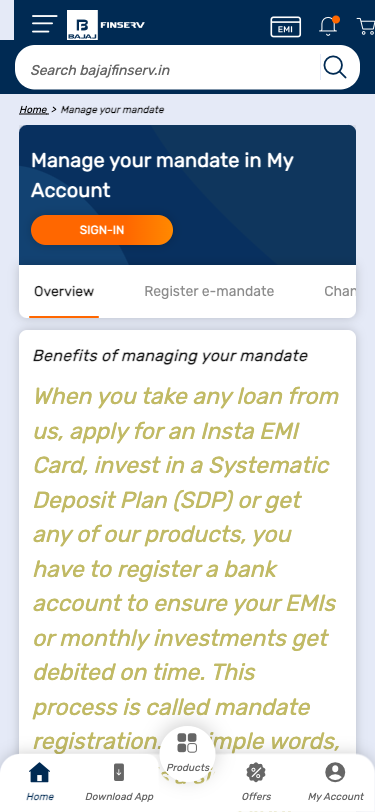 BAJAJ
FINSERV
EMI
Search bajajfinserv.in
Home > Manage your mandate
Manage your mandate in My
Account
SIGN-IN
Overview Register e-mandate Chan
Benefits of managing your mandate
When you take any loan from
us, apply for an Insta EMI
Card, invest in a Systematic
Deposit Plan (SDP) or get
any of our products, you
have to register a bank
account to ensure your EMIs
or monthly investments get
debited on time. This
process is called mandate
registration. simple words,
Products
Home Download App Offers My Account